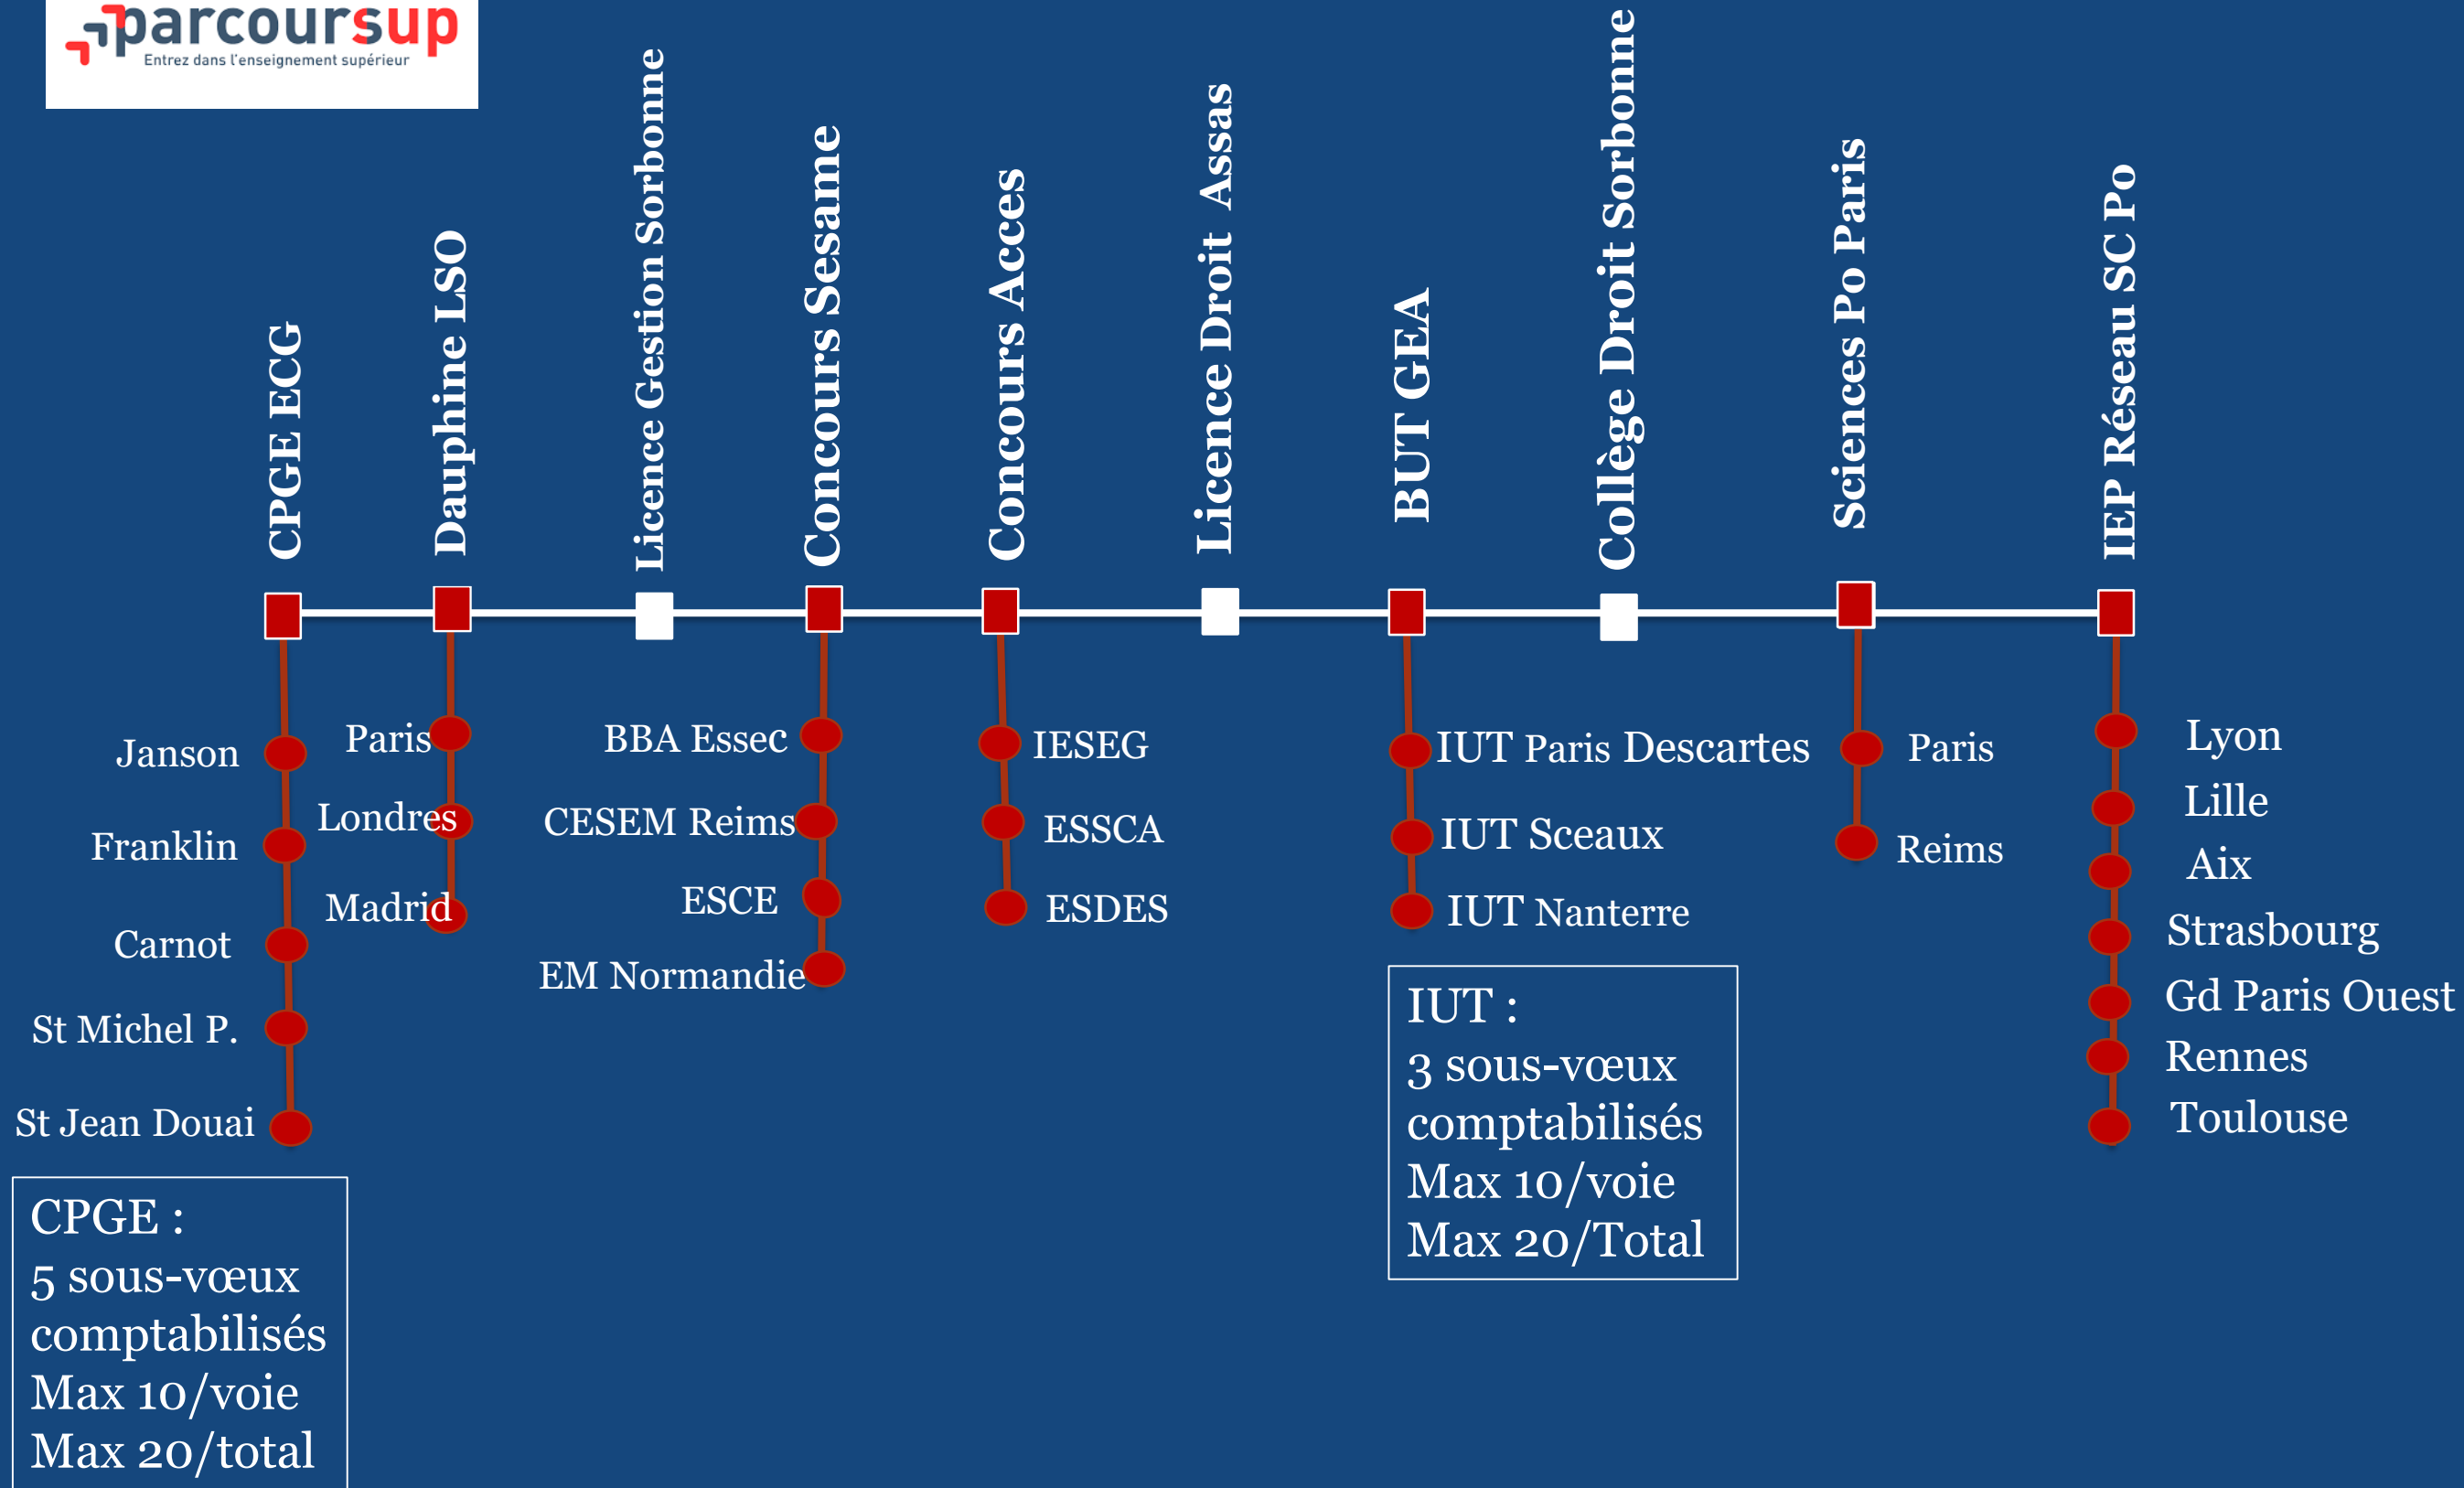 parcoursup
Entrez dans l'enseignement supérieur
CPGE ECG
Dauphine LSO
Licence Gestion Sorbonne
Concours Sesame
Concours Acces
Licence Droit Assas
BUT GEA
Collège Droit Sorbonne
Sciences Po Paris
IEP Réseau SC Po
Janson
Franklin
Carnot
St Michel P.
St Jean Douai
CPGE :
5 sous-vœux
comptabilisés
Max 10/voie
Max 20/total
Paris
Londres
Madrid
BBA Essec
CESEM Reims
ESCE
EM Normandie
IESEG
ESSCA
ESDES
IUT Paris Descartes
IUT Sceaux
IUT Nanterre
IUT :
3 sous-vœux
comptabilisés
Max 10/voie
Max 20/Total
Paris
Reims
Lyon
Lille
Aix
Strasbourg
Gd Paris Ouest
Rennes
Toulouse